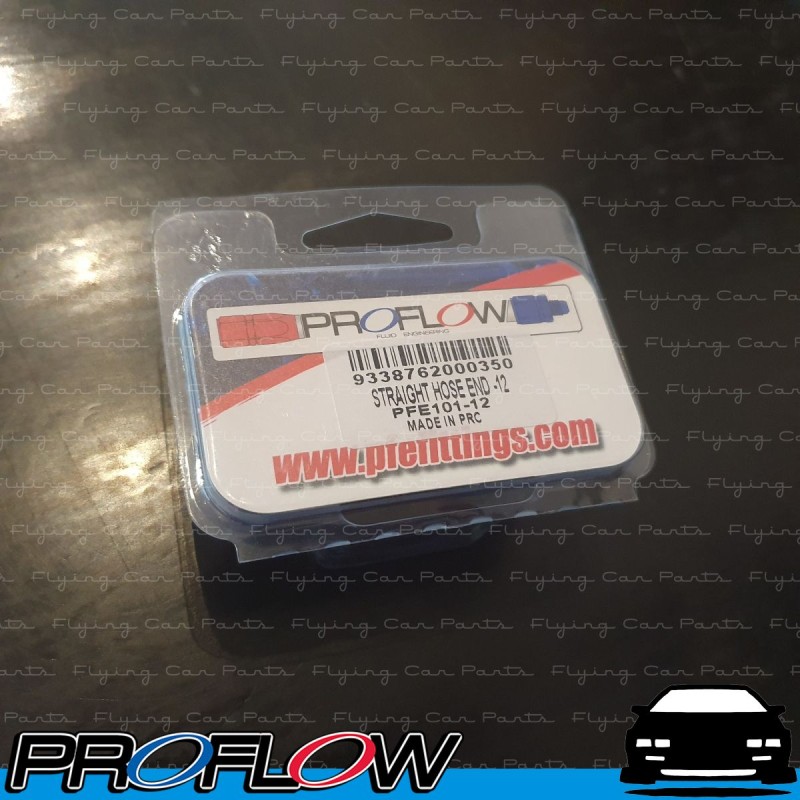 Flying Car Parts
PROFLOW
FLUID ENGINEERING
9338762000350
STRAIGHT HOSE END -12
PFE101-12
MADE IN PRC
www.prefittings.com
PROFLOW